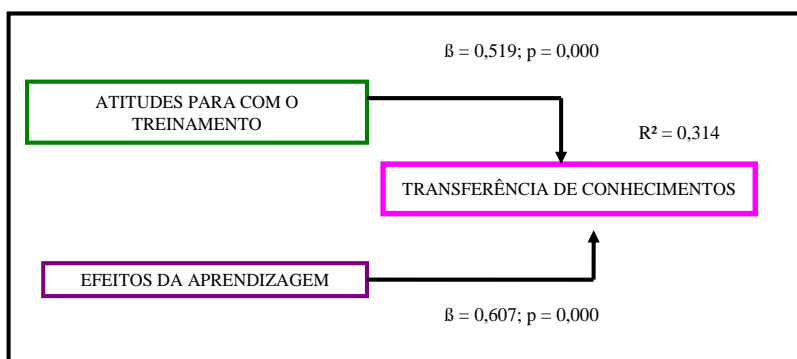 ß = 0,519; p = 0,000
ATITUDES PARA COM O
TREINAMENTO
R² = 0,314
TRANSFERÊNCIA DE CONHECIMENTOS
EFEITOS DA APRENDIZAGEM
ß = 0,607; p = 0,000